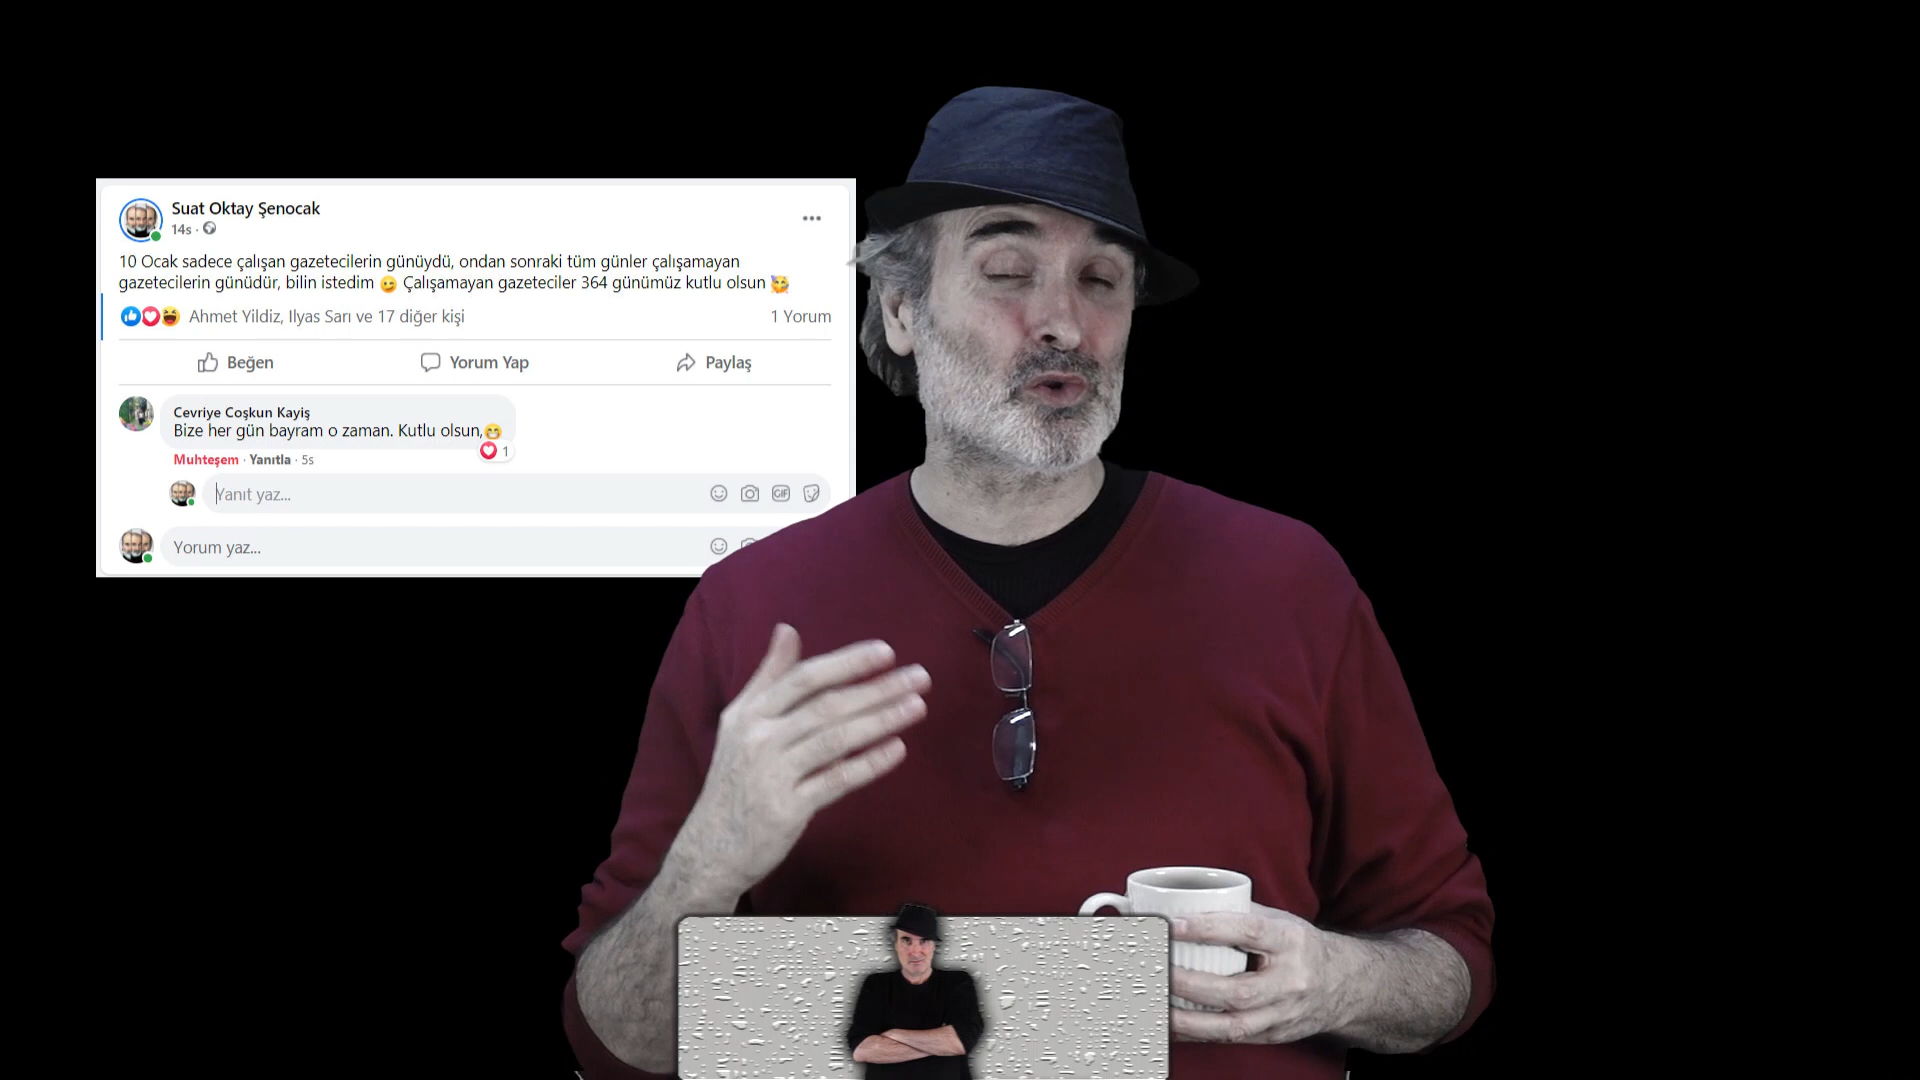 Suat Oktay Şenocak
14s ·
10 Ocak sadece çalışan gazetecilerin günüydü, ondan sonraki tüm günler çalışamayan
gazetecilerin günüdür, bilin istedim 😉 Çalışamayan gazeteciler 364 günümüz kutlu olsun 🥳
Ahmet Yildiz, Ilyas Sarı ve 17 diğer kişi 1 Yorum
Beğen Yorum Yap Paylaş
Cevriye Coşkun Kayiş
Bize her gün bayram o zaman. Kutlu olsun,😁
1
Muhteşem · Yanıtla · 5s
Yanıt yaz... GIF
Yorum yaz...